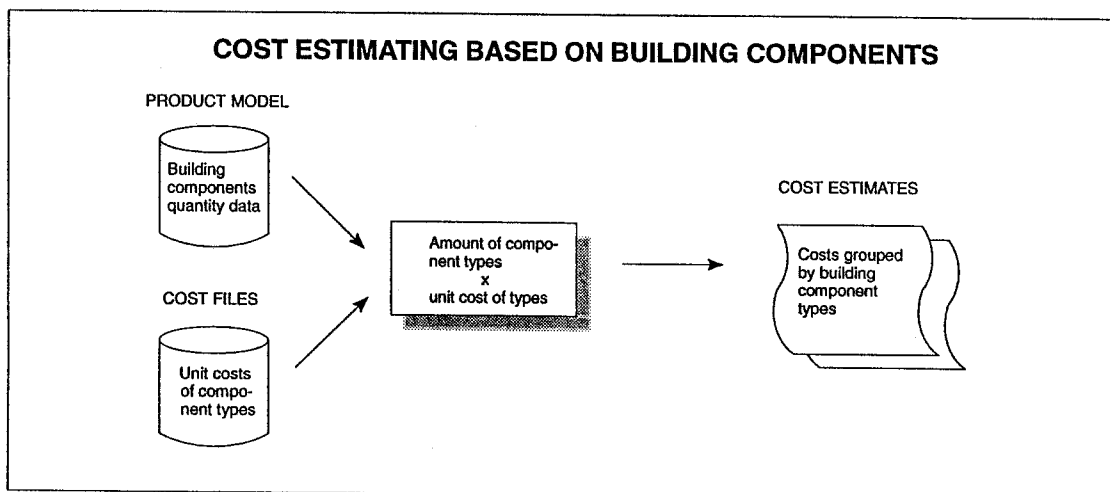 COST ESTIMATING BASED ON BUILDING COMPONENTS
PRODUCT MODEL
Building
components
quantity data
COST FILES
Unit costs
of compo-
nent types
Amount of compo-
nent types
x
unit cost of types
COST ESTIMATES
Costs grouped
by building
component
types